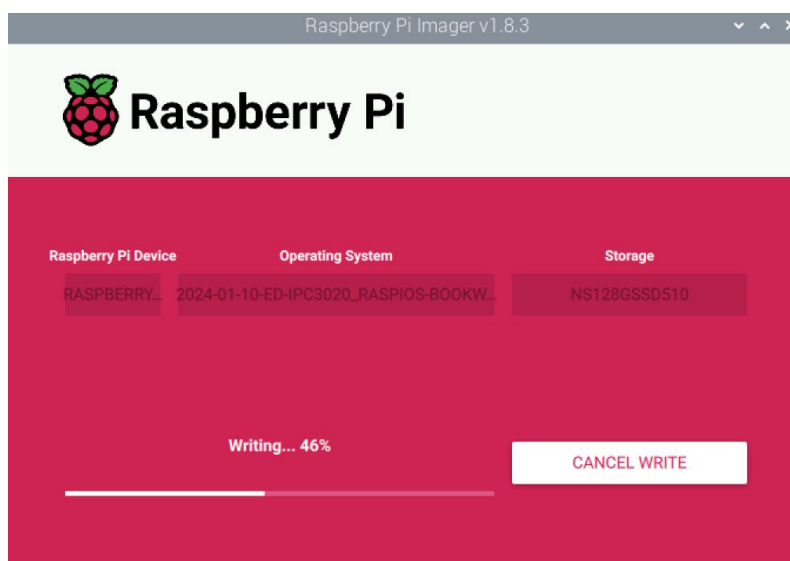 Raspberry Pi Imager v1.8.3
Raspberry Pi
Raspberry Pi Device Operating System Storage
RASPBERRY... 2024-01-10-ED-IPC3020_RASPIOS-BOOKW... NS128GSSD510
Writing... 46%
CANCEL WRITE